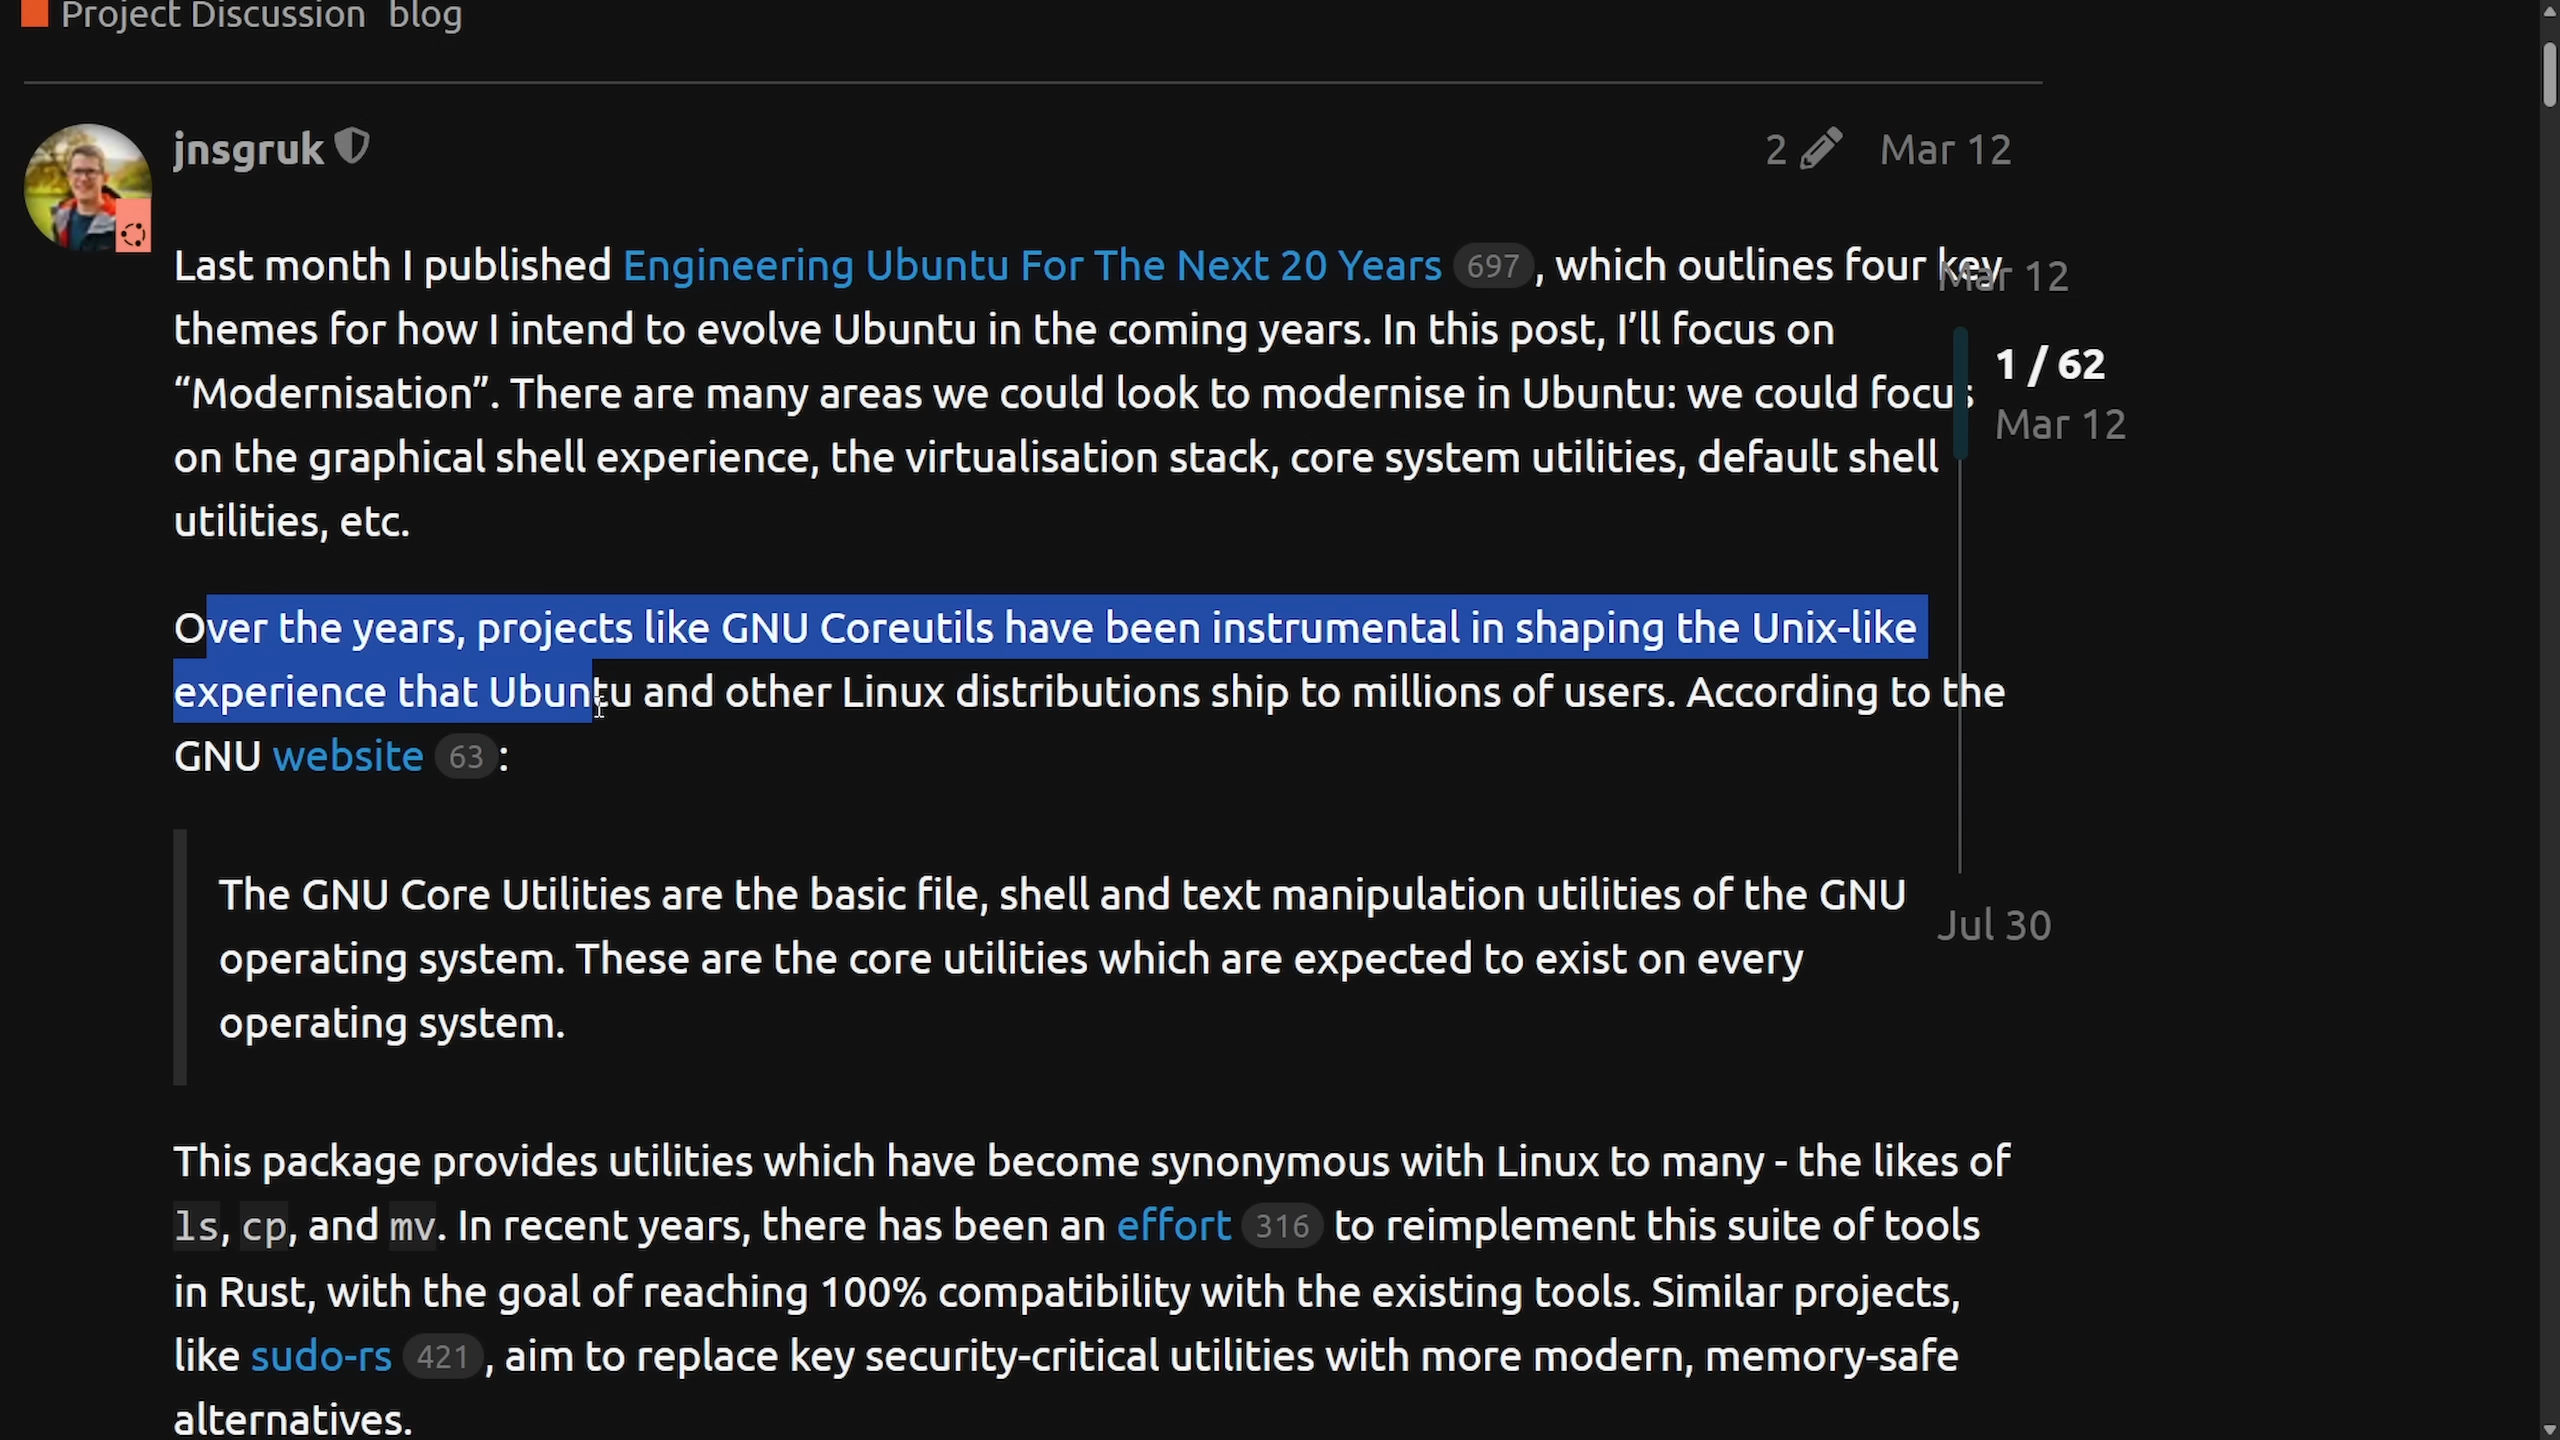 Project Discussion blog
jnsgruk
2 Mar 12
Last month I published Engineering Ubuntu For The Next 20 Years 697 , which outlines four key
themes for how I intend to evolve Ubuntu in the coming years. In this post, I’ll focus on
“Modernisation”. There are many areas we could look to modernise in Ubuntu: we could focus
on the graphical shell experience, the virtualisation stack, core system utilities, default shell
utilities, etc.
Over the years, projects like GNU Coreutils have been instrumental in shaping the Unix-like
experience that Ubuntu and other Linux distributions ship to millions of users. According to the
GNU website 63 :
The GNU Core Utilities are the basic file, shell and text manipulation utilities of the GNU
operating system. These are the core utilities which are expected to exist on every
operating system.
This package provides utilities which have become synonymous with Linux to many - the likes of
ls, cp, and mv. In recent years, there has been an effort 316 to reimplement this suite of tools
in Rust, with the goal of reaching 100% compatibility with the existing tools. Similar projects,
like sudo-rs 421 , aim to replace key security-critical utilities with more modern, memory-safe
alternatives.
Mar 12
1 / 62
Mar 12
Jul 30